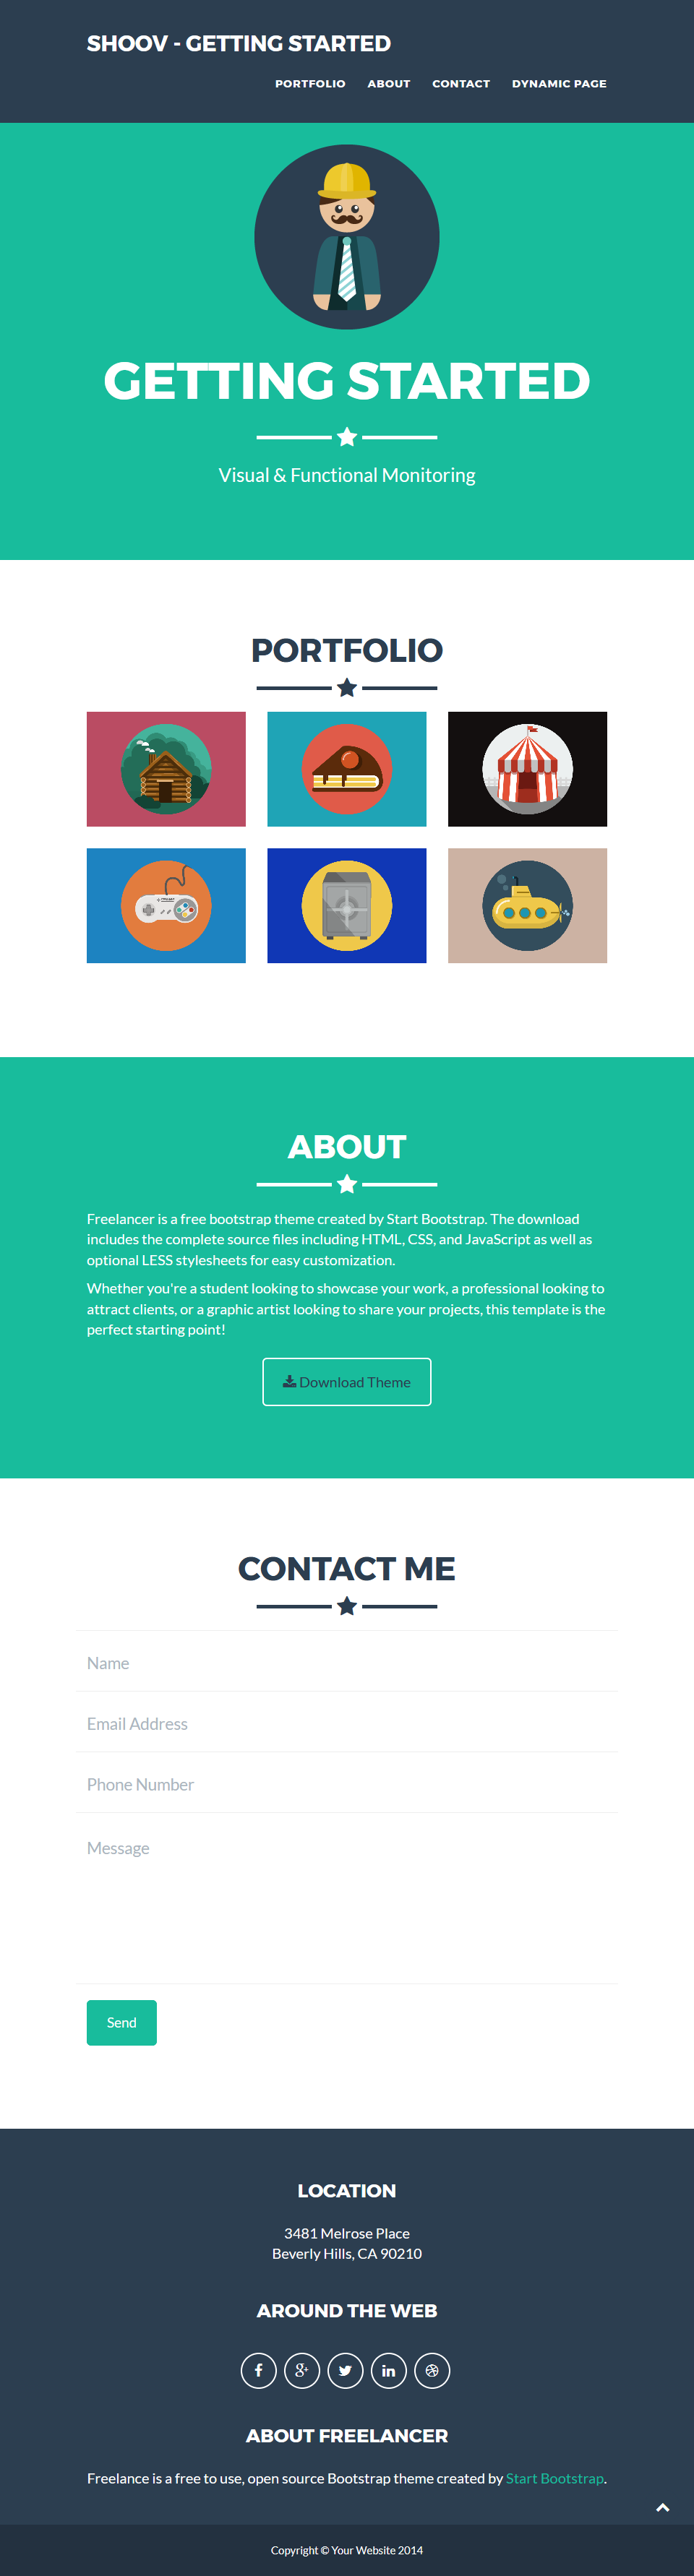 SHOOV - GETTING STARTED
PORTFOLIO ABOUT CONTACT DYNAMIC PAGE
GETTING STARTED
Visual & Functional Monitoring
PORTFOLIO
ABOUT
Freelancer is a free bootstrap theme created by Start Bootstrap. The download
includes the complete source files including HTML, CSS, and JavaScript as well as
optional LESS stylesheets for easy customization.
Whether you're a student looking to showcase your work, a professional looking to
attract clients, or a graphic artist looking to share your projects, this template is the
perfect starting point!
Download Theme
CONTACT ME
Name
Email Address
Phone Number
Message
Send
LOCATION
3481 Melrose Place
Beverly Hills, CA 90210
AROUND THE WEB
ABOUT FREELANCER
Freelance is a free to use, open source Bootstrap theme created by Start Bootstrap.
Copyright © Your Website 2014